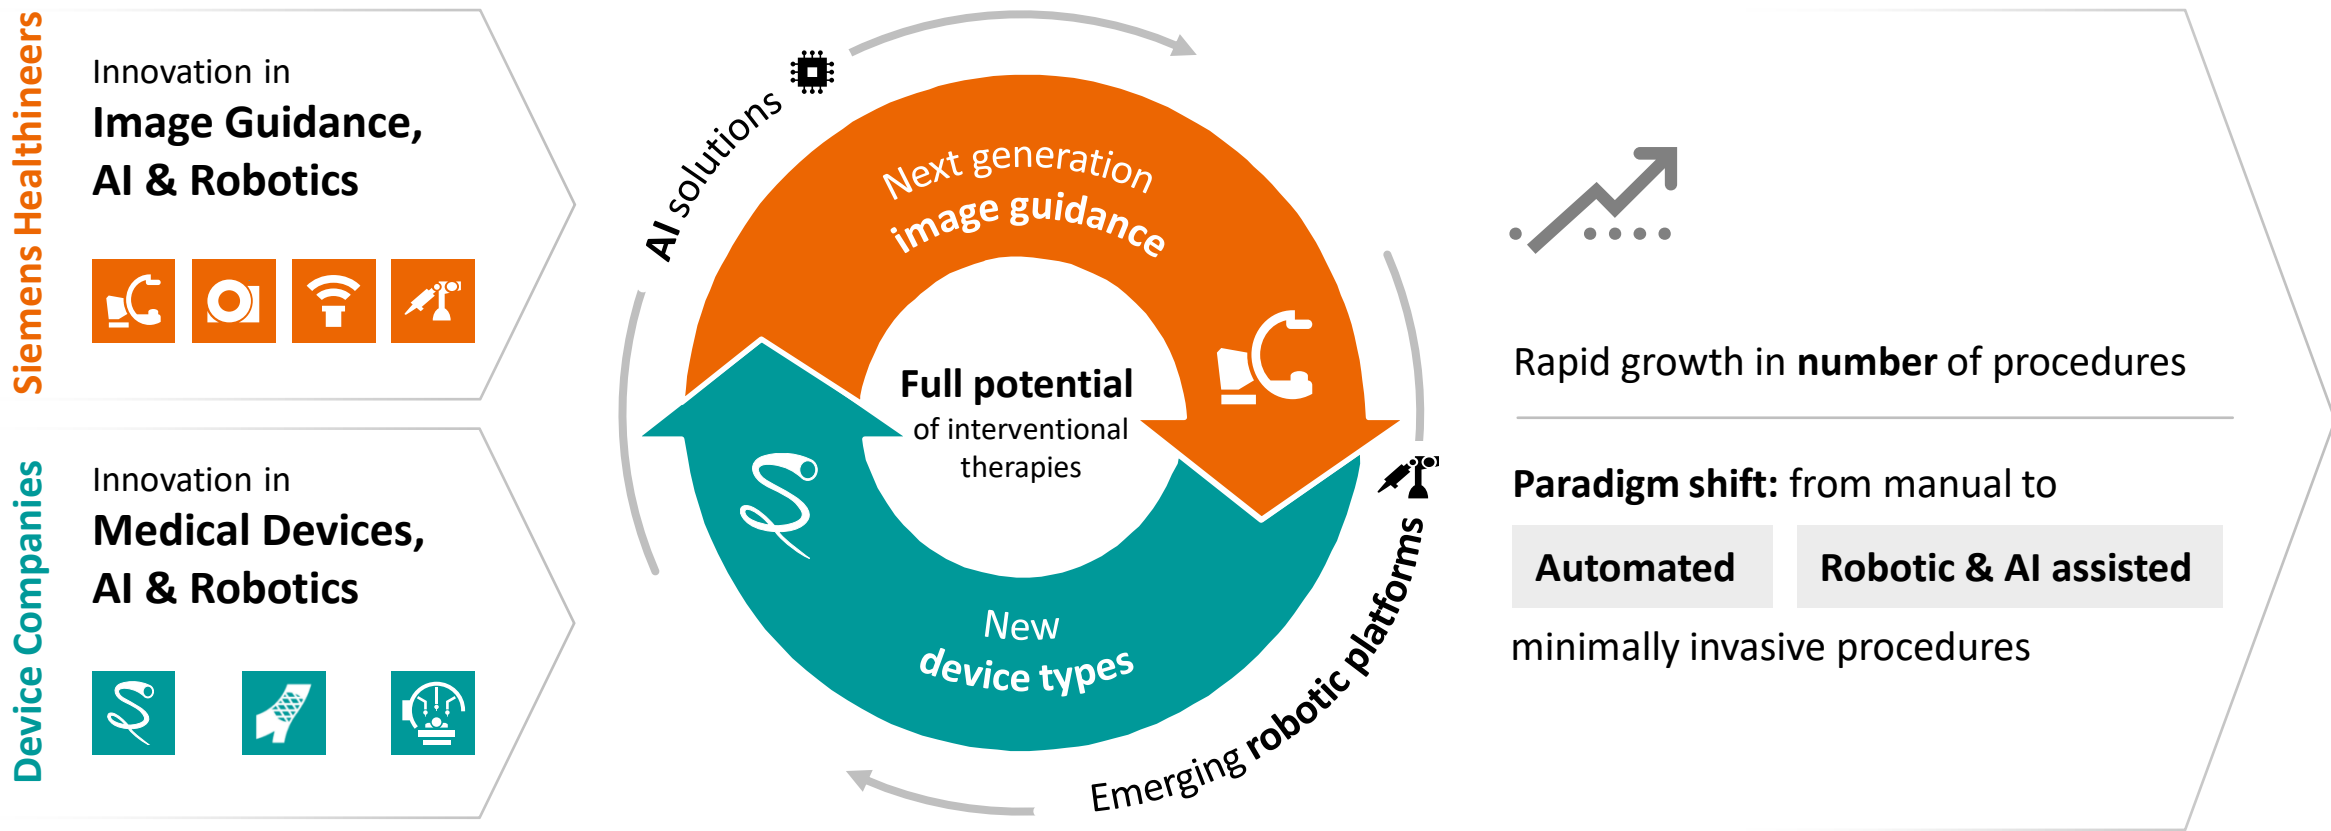 Siemens Healthineers
Innovation in
Image Guidance,
AI & Robotics
Device Companies
Innovation in
Medical Devices,
AI & Robotics
AI solutions
Next generation
image guidance
Full potential
of interventional
therapies
New
device types
Emerging robotic platforms
Rapid growth in number of procedures
Paradigm shift: from manual to
Automated
Robotic & AI assisted
minimally invasive procedures